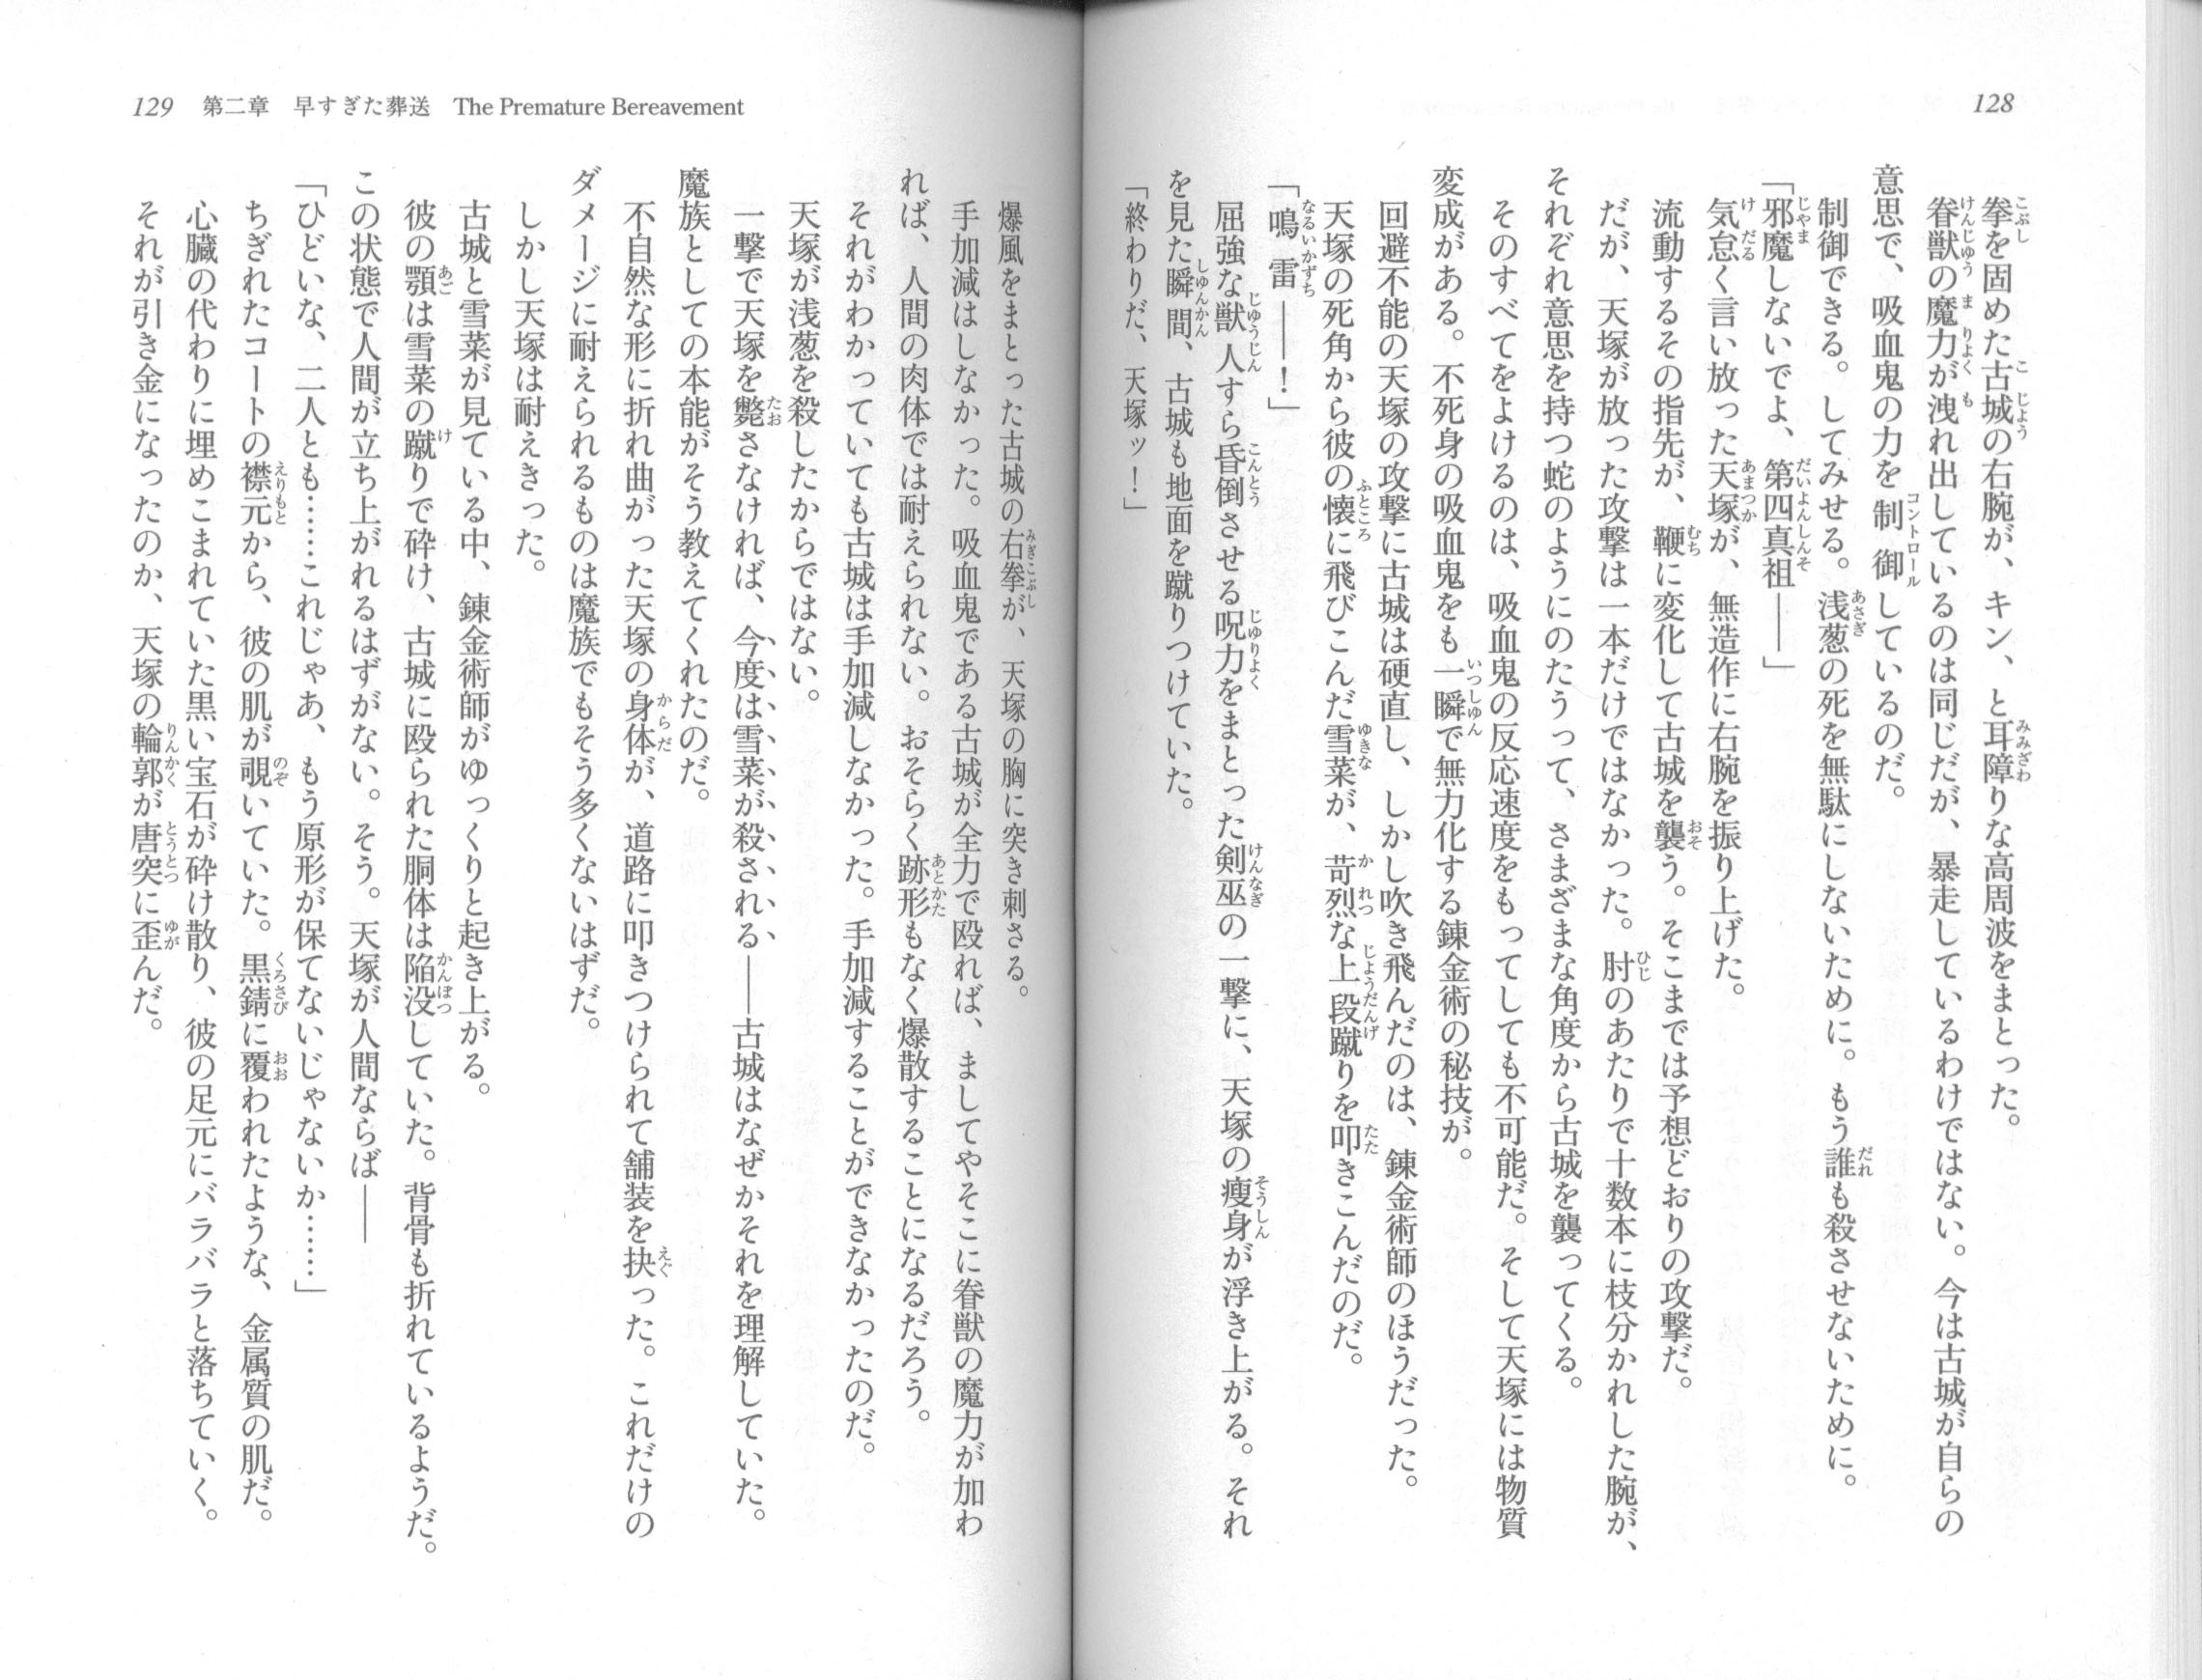 128
拳を固めた古城の右腕が、キン、と耳障りな高周波をまとった。
眷獣の魔力が洩れ出しているのは同じだが、暴走しているわけではない。今は古城が自らの
意思で、吸血鬼の力を制御しているのだ。
制御できる。してみせる。浅葱の死を無駄にしないために。もう誰も殺させないために。
「邪魔しないでよ、第四真祖――」
気怠く言い放った天塚が、無造作に右腕を振り上げた。
流動するその指先が、鞭に変化して古城を襲う。そこまでは予想どおりの攻撃だ。
だが、天塚が放った攻撃は一本だけではなかった。肘のあたりで十数本に枝分かれした腕が、
それぞれ意思を持つ蛇のようにのたうって、さまざまな角度から古城を襲ってくる。
そのすべてをよけるのは、吸血鬼の反応速度をもってしても不可能だ。そして天塚には物質
変成がある。不死身の吸血鬼をも一瞬で無力化する錬金術の秘技が。
回避不能の天塚の攻撃に古城は硬直し、しかし吹き飛んだのは、錬金術師のほうだった。
天塚の死角から彼の懐に飛びこんだ雪菜が、苛烈な上段蹴りを叩きこんだのだ。
「鳴雷――！」
屈強な獣人すら昏倒させる呪力をまとった剣巫の一撃に、天塚の痩身が浮き上がる。それ
を見た瞬間、古城も地面を蹴りつけていた。
「終わりだ、天塚ッ！」
129 第二章 早すぎた葬送 The Premature Bereavement
爆風をまとった古城の右拳が、天塚の胸に突き刺さる。
手加減はしなかった。吸血鬼である古城が全力で殴れば、ましてやそこに眷獣の魔力が加わ
れば、人間の肉体では耐えられない。おそらく跡形もなく爆散することになるだろう。
それがわかっていても古城は手加減しなかった。手加減することができなかったのだ。
天塚が浅葱を殺したからではない。
一撃で天塚を斃さなければ、今度は雪菜が殺される――古城はなぜかそれを理解していた。
魔族としての本能がそう教えてくれたのだ。
不自然な形に折れ曲がった天塚の身体が、道路に叩きつけられて舗装を抉った。これだけの
ダメージに耐えられるものは魔族でもそう多くないはずだ。
しかし天塚は耐えきった。
古城と雪菜が見ている中、錬金術師がゆっくりと起き上がる。
彼の顎は雪菜の蹴りで砕け、古城に殴られた胴体は陥没していた。背骨も折れているようだ。
この状態で人間が立ち上がれるはずがない。そう。天塚が人間ならば――
「ひどいな、二人とも……これじゃあ、もう原形が保てないじゃないか……」
ちぎれたコートの襟元から、彼の肌が覗いていた。黒錆に覆われたような、金属質の肌だ。
心臓の代わりに埋めこまれていた黒い宝石が砕け散り、彼の足元にバラバラと落ちていく。
それが引き金になったのか、天塚の輪郭が唐突に歪んだ。